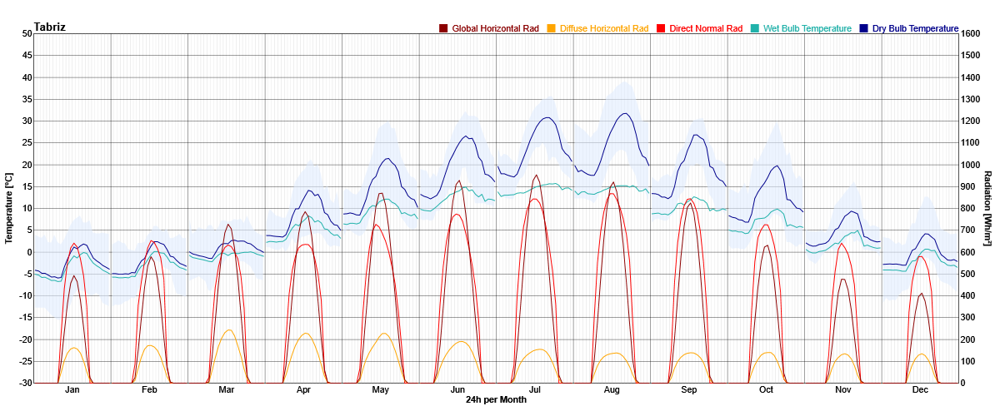 Tabriz
Global Horizontal Rad Diffuse Horizontal Rad Direct Normal Rad Wet Bulb Temperature Dry Bulb Temperature
50 1600
45 1500
40 1400
35 1300
30 1200
25 1100
20 1000
15 900
10 800
5 700
0 600
-5 500
-10 400
-15 300
-20 200
-25 100
-30 0
Temperature [°C]
Radiation [Wh/m²]
Jan Feb Mar Apr May Jun Jul Aug Sep Oct Nov Dec
24h per Month